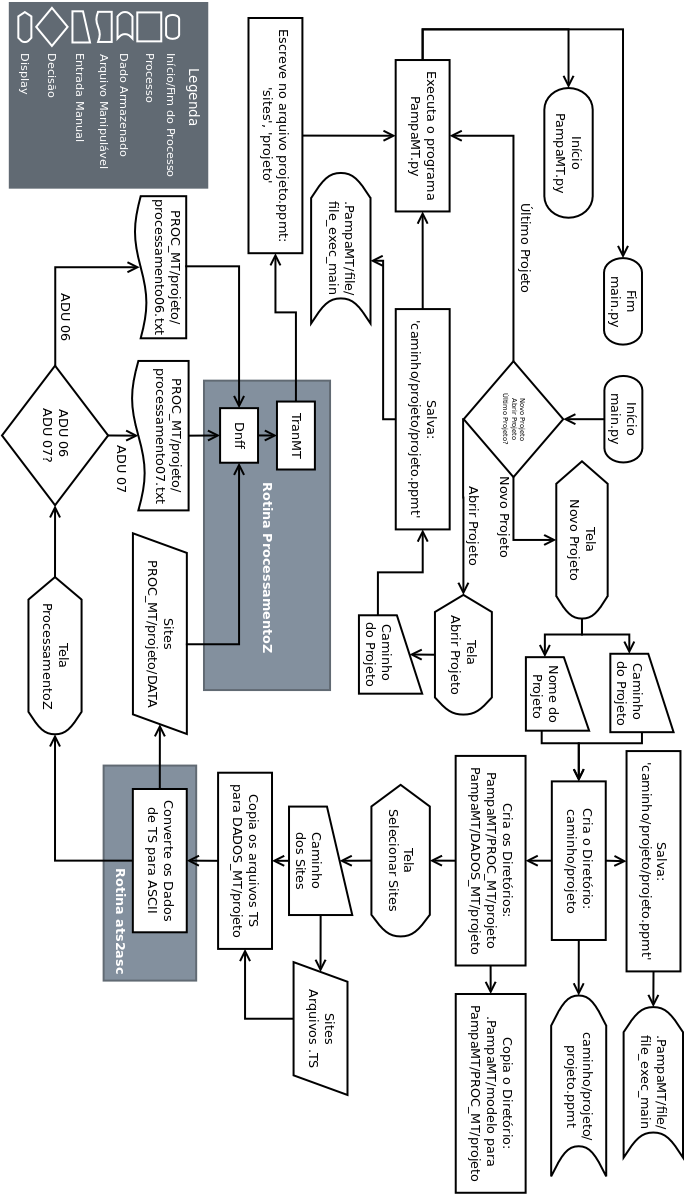 Início
main.py
Fim
main.py
Início
PampaMT.py
Novo Projeto
Abrir Projeto
Último Projeto?
Último Projeto
Novo Projeto
Abrir Projeto
Tela
Novo Projeto
Caminho
do Projeto
Nome do
Projeto
Salva:
'caminho/projeto/projeto.ppmt'
.PampaMT/file/
file_exec_main
Cria o Diretório:
caminho/projeto
caminho/projeto/
projeto.ppmt
Cria os Diretórios:
PampaMT/PROC_MT/projeto
PampaMT/DADOS_MT/projeto
Copia o Diretório:
.PampaMT/modelo para
PampaMT/PROC_MT/projeto
Tela
Abrir Projeto
Caminho
do Projeto
Salva:
'caminho/projeto/projeto.ppmt'
.PampaMT/file/
file_exec_main
Executa o programa
PampaMT.py
Escreve no arquivo projeto.ppmt:
'sites', 'projeto'
Tela
Selecionar Sites
Caminho
dos Sites
Sites
Arquivos .TS
Copia os arquivos TS
para DADOS_MT/projeto
Converte os Dados
de TS para ASCII
Rotina ats2asc
Sites
PROC_MT/projeto/DATA
Tela
ProcessamentoZ
ADU 06
ADU 07?
ADU 06
ADU 07
PROC_MT/projeto/
processamento06.txt
PROC_MT/projeto/
processamento07.txt
TranMT
Dnff
Rotina ProcessamentoZ
Legenda
Início/Fim do Processo
Processo
Dado Armazenado
Arquivo Manipulável
Entrada Manual
Decisão
Display